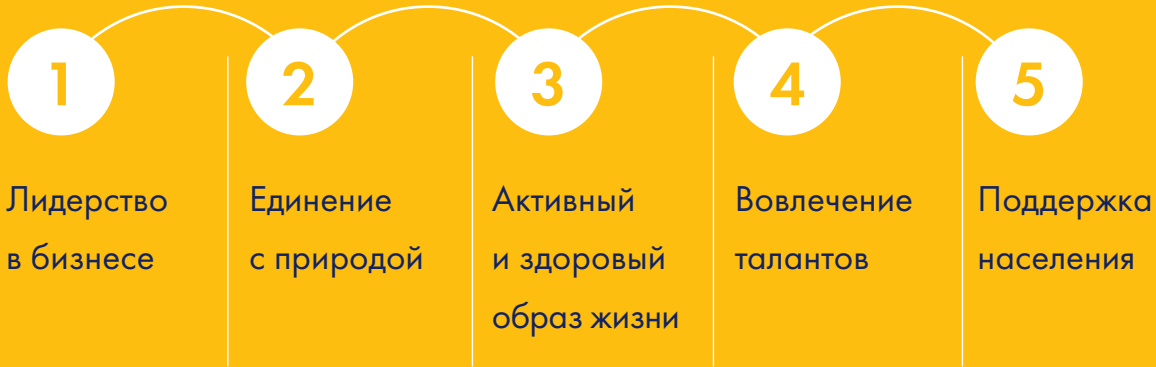 1
Лидерство
в бизнесе
2
Единение
с природой
3
Активный
и здоровый
образ жизни
4
Вовлечение
талантов
5
Поддержка
населения